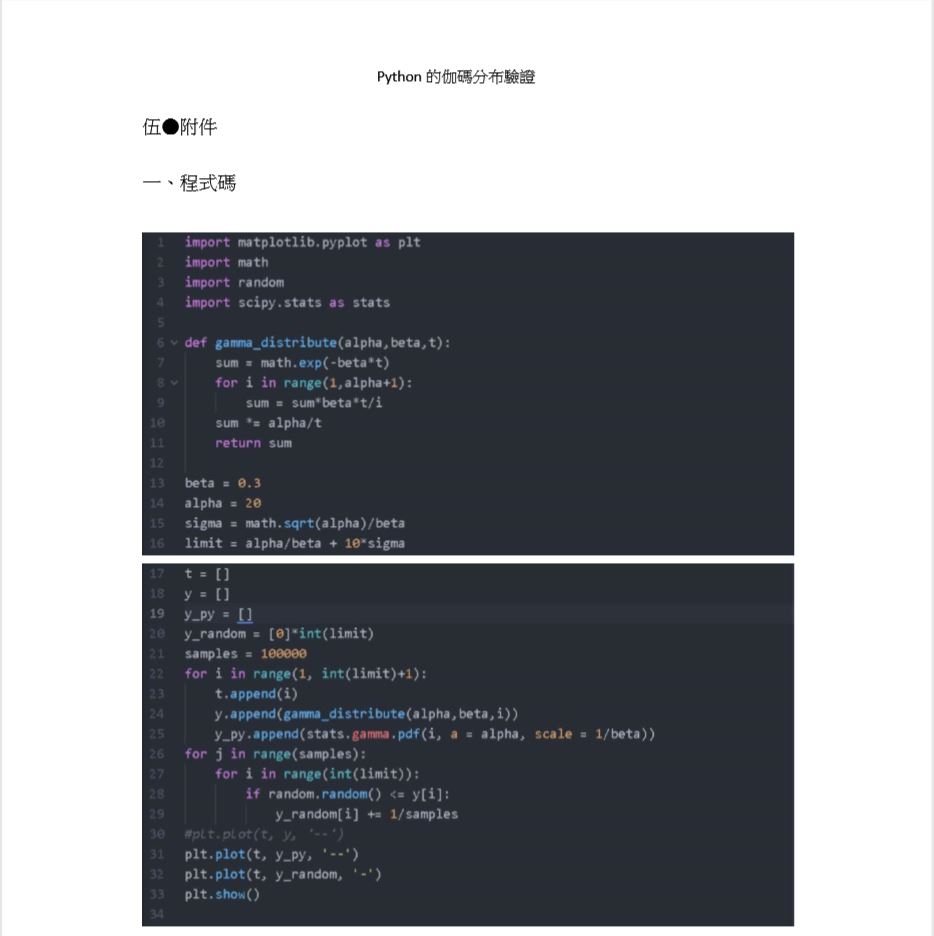 Python 的伽碼分布驗證
伍●附件
一、程式碼
1 import matplotlib.pyplot as plt
2 import math
3 import random
4 import scipy.stats as stats
5
6 def gamma_distribute(alpha,beta,t):
7     sum = math.exp(-beta*t)
8     for i in range(1,alpha+1):
9         sum = sum*beta*t/i
10     sum *= alpha/t
11     return sum
12
13 beta = 0.3
14 alpha = 20
15 sigma = math.sqrt(alpha)/beta
16 limit = alpha/beta + 10*sigma
17 t = []
18 y = []
19 y_py = []
20 y_random = [0]*int(limit)
21 samples = 100000
22 for i in range(1, int(limit)+1):
23     t.append(i)
24     y.append(gamma_distribute(alpha,beta,i))
25     y_py.append(stats.gamma.pdf(i, a = alpha, scale = 1/beta))
26 for j in range(samples):
27     for i in range(int(limit)):
28         if random.random() <= y[i]:
29             y_random[i] += 1/samples
30 #plt.plot(t, y, '--')
31 plt.plot(t, y_py, '--')
32 plt.plot(t, y_random, '-')
33 plt.show()
34